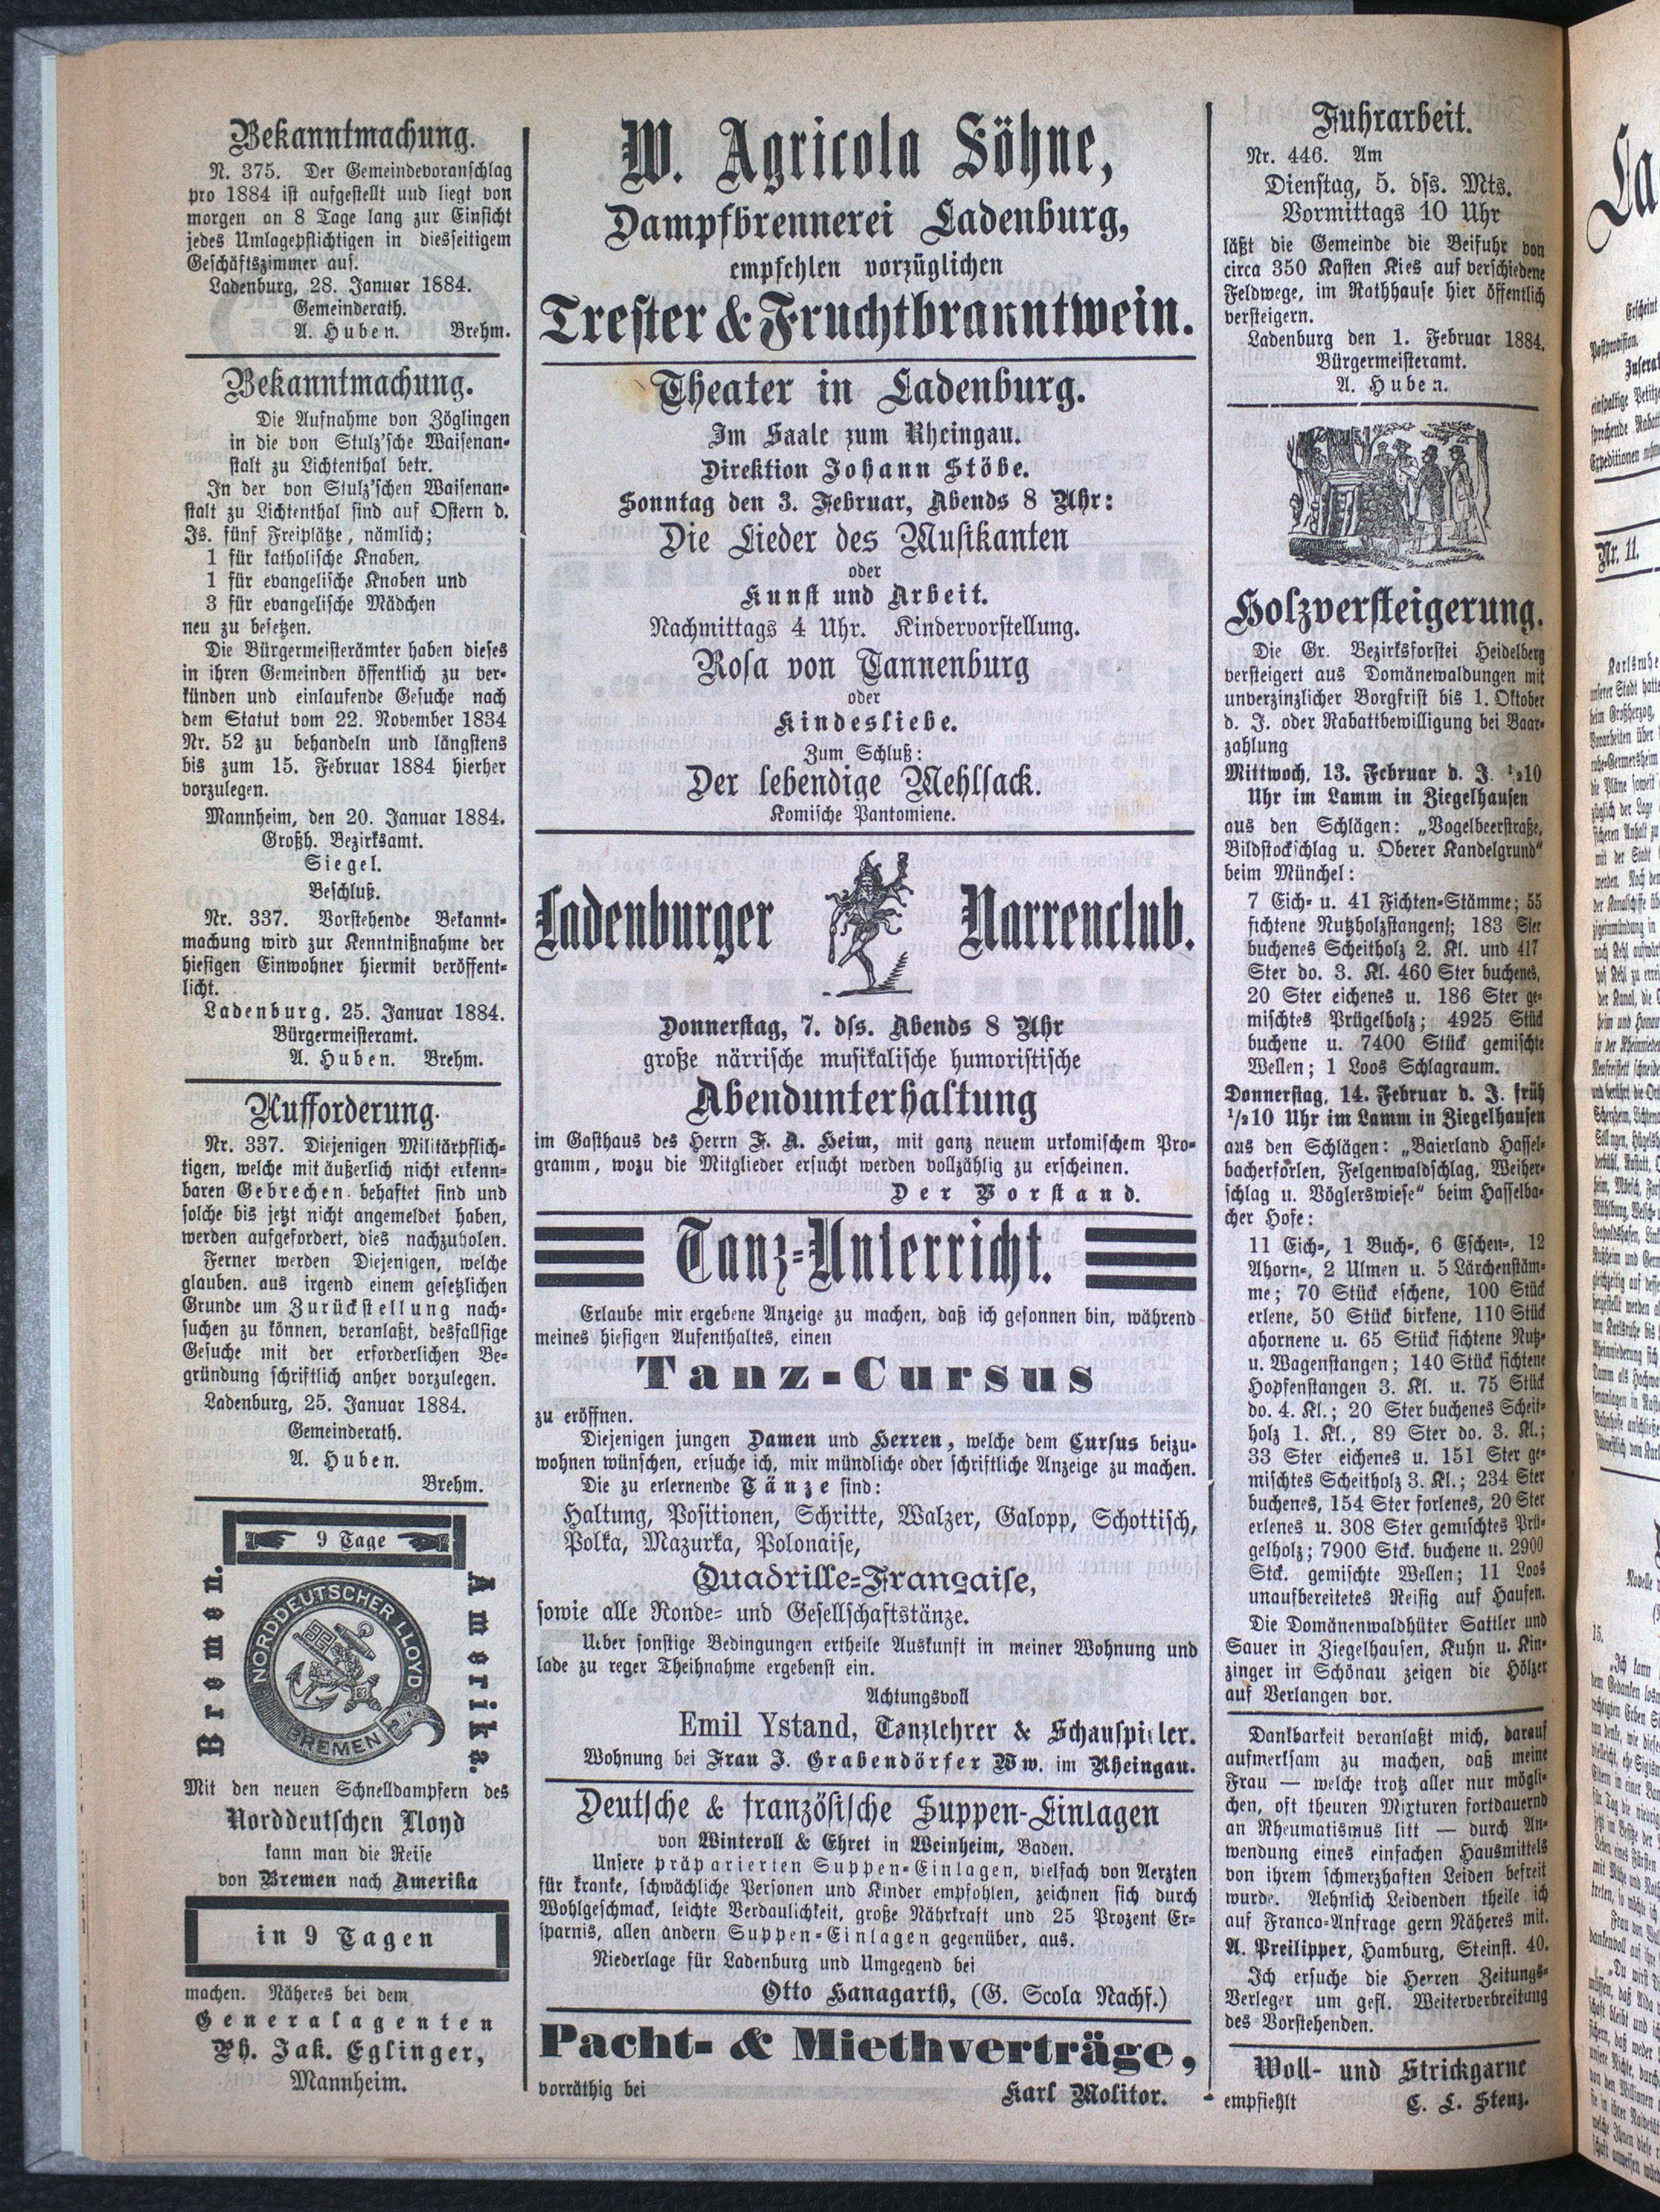 Bekanntmachung.
N. 375. Der Gemeindevoranschlag
pro 1884 ist aufgestellt uud liegt von
morgen an 8 Tage lang zur Einsicht
jedes Umlagepflichtigen in diesseitigem
Geschäftszimmer auf.
Ladenburg, 28. Januar 1884.
Gemeinderath.
A. Huben. Brehm.
Bekanntmachung.
Die Aufnahme von Zöglingen
in die von Stulz'sche Waisenan-
stalt zu Lichtenthal betr.
In der von Stulz'schen Waisenan-
stalt zu Lichtenthal sind auf Ostern d.
Js. fünf Freiplätze, nämlich;
1 für katholische Knaben,
1 für evangelische Knaben und
3 für evangelische Mädchen
neu zu besetzen.
Die Bürgermeisterämter haben dieses
in ihren Gemeinden öffentlich zu ver-
künden und einlaufende Gesuche nach
dem Statut vom 22. November 1834
Nr. 52 zu behandeln und längstens
bis zum 15. Februar 1884 hierher
vorzulegen.
Mannheim, den 20. Januar 1884.
Großh. Bezirksamt.
Siegel.
Beschluß.
Nr. 337. Vorstehende Bekannt-
machung wird zur Kenntnißnahme der
hiesigen Einwohner hiermit veröffent-
licht.
Ladenburg, 25. Januar 1884.
Bürgermeisteramt.
A. Huben. Brehm.
Aufforderung.
Nr. 337. Diejenigen Militärpflich-
tigen, welche mit äußerlich nicht erkenn-
baren Gebrechen behaftet sind und
solche bis jetzt nicht angemeldet haben,
werden aufgefordert, dies nachzuholen.
Ferner werden Diejenigen, welche
glauben. aus irgend einem gesetzlichen
Grunde um Zurückstellung nach-
suchen zu können, veranlaßt, desfallsige
Gesuche mit der erforderlichen Be-
gründung schriftlich anher vorzulegen.
Ladenburg, 25. Januar 1884.
Gemeinderath.
A. Huben.
Brehm.
9 Tage
Bremen.
NORDDEUTSCHER LLOYD
BREMEN
Amerika.
Mit den neuen Schnelldampfern des
Norddeutschen Lloyd
kann man die Reise
von Bremen nach Amerika
in 9 Tagen
machen. Näheres bei dem
Generalagenten
Ph. Jak. Eglinger,
Mannheim.
W. Agricola Söhne,
Dampfbrennerei Ladenburg,
empfehlen vorzüglichen
Trester & Fruchtbranntwein.
Theater in Ladenburg.
Im Saale zum Rheingau.
Direktion Johann Stöbe.
Sonntag den 3. Februar, Abends 8 Uhr:
Die Lieder des Musikanten
oder
Kunst und Arbeit.
Nachmittags 4 Uhr. Kindervorstellung.
Rosa von Tannenburg
oder
Kindesliebe.
Zum Schluß:
Der lebendige Mehlsack.
Komische Pantomiene.
Ladenburger Narrenclub.
Donnerstag, 7. dss. Abends 8 Uhr
große närrische musikalische humoristische
Abendunterhaltung
im Gasthaus des Herrn F. A. Heim, mit ganz neuem urkomischem Pro-
gramm, wozu die Mitglieder ersucht werden vollzählig zu erscheinen.
Der Vorstand.
Tanz-Unterricht.
Erlaube mir ergebene Anzeige zu machen, daß ich gesonnen bin, während
meines hiesigen Aufenthaltes, einen
Tanz-Cursus
zu eröffnen.
Diejenigen jungen Damen und Herren, welche dem Cursus beizu-
wohnen wünschen, ersuche ich, mir mündliche oder schriftliche Anzeige zu machen.
Die zu erlernende Tänze sind:
Haltung, Positionen, Schritte, Walzer, Galopp, Schottisch,
Polka, Mazurka, Polonaise,
Quadrille-Française,
sowie alle Ronde- und Gesellschaftstänze.
Ueber sonstige Bedingungen ertheile Auskunft in meiner Wohnung und
lade zu reger Theihnahme ergebenst ein.
Achtungsvoll
Emil Ystand, Tanzlehrer & Schauspieler.
Wohnung bei Frau J. Grabendörfer Ww. im Rheingau.
Deutsche & französische Suppen-Einlagen
von Winteroll & Ehret in Weinheim, Baden.
Unsere präparierten Suppen-Einlagen, vielfach von Aerzten
für kranke, schwächliche Personen und Kinder empfohlen, zeichnen sich durch
Wohlgeschmack, leichte Verdaulichkeit, große Nährkraft und 25 Prozent Er-
sparnis, allen andern Suppen-Einlagen gegenüber, aus.
Niederlage für Ladenburg und Umgegend bei
Otto Hanagarth, (G. Scola Nachf.)
Pacht- & Miethverträge,
vorräthig bei Karl Molitor.
Fuhrarbeit.
Nr. 446. Am
Dienstag, 5. dss. Mts.
Vormittags 10 Uhr
läßt die Gemeinde die Beifuhr von
circa 350 Kasten Kies auf verschiedene
Feldwege, im Rathhause hier öffentlich
versteigern.
Ladenburg den 1. Februar 1884.
Bürgermeisteramt.
A. Huben.
Holzversteigerung.
Die Gr. Bezirksforstei Heidelberg
versteigert aus Domänewaldungen mit
unverzinzlicher Borgfrist bis 1. Oktober
d. J. oder Rabattbewilligung bei Baar-
zahlung
Mittwoch, 13. Februar d. J. 1/210
Uhr im Lamm in Ziegelhausen
aus den Schlägen: „Vogelbeerstraße,
Bildstockschlag u. Oberer Kandelgrund“
beim Münchel:
7 Eich- u. 41 Fichten-Stämme; 55
fichtene Nutzholzstangen; 183 Ster
buchenes Scheitholz 2. Kl. und 417
Ster do. 3. Kl. 460 Ster buchenes,
20 Ster eichenes u. 186 Ster ge-
mischtes Prügelholz; 4925 Stück
buchene u. 7400 Stück gemischte
Wellen; 1 Loos Schlagraum.
Donnerstag, 14. Februar d. J. früh
1/210 Uhr im Lamm in Ziegelhausen
aus den Schlägen: „Baierland Hassel-
bacherförlen, Felgenwaldschlag, Weiher-
schlag u. Vöglerswiese“ beim Hasselba-
cher Hofe:
11 Eich-, 1 Buch-, 6 Eschen-, 12
Ahorn-, 2 Ulmen u. 5 Lärchenstäm-
me; 70 Stück eschene, 100 Stück
erlene, 50 Stück birkene, 110 Stück
ahornene u. 65 Stück fichtene Nutz-
u. Wagenstangen; 140 Stück fichtene
Hopfenstangen 3. Kl. u. 75 Stück
do. 4. Kl.; 20 Ster buchenes Scheit-
holz 1. Kl., 89 Ster do. 3. Kl.;
33 Ster eichenes u. 151 Ster ge-
mischtes Scheitholz 3. Kl.; 234 Ster
buchenes, 154 Ster forlenes, 20 Ster
erlenes u. 308 Ster gemischtes Prü-
gelholz; 7900 Stck. buchene u. 2900
Stck. gemischte Wellen; 11 Loos
unaufbereitetes Reisig auf Haufen.
Die Domänenwaldhüter Sattler und
Sauer in Ziegelhausen, Kuhn u. Kin-
zinger in Schönau zeigen die Hölzer
auf Verlangen vor.
Dankbarkeit veranlaßt mich, darauf
aufmerksam zu machen, daß meine
Frau — welche trotz aller nur mögli-
chen, oft theuren Mixturen fortdauernd
an Rheumatismus litt — durch An-
wendung eines einfachen Hausmittels
von ihrem schmerzhaften Leiden befreit
wurde. Aehnlich Leidenden theile ich
auf Franco-Anfrage gern Näheres mit.
A. Preilipper, Hamburg, Steinst. 40.
Ich ersuche die Herren Zeitungs-
Verleger um gefl. Weiterverbreitung
des Vorstehenden.
Woll- und Strickgarne
empfiehlt C. L. Stenz.
Nr. 11.